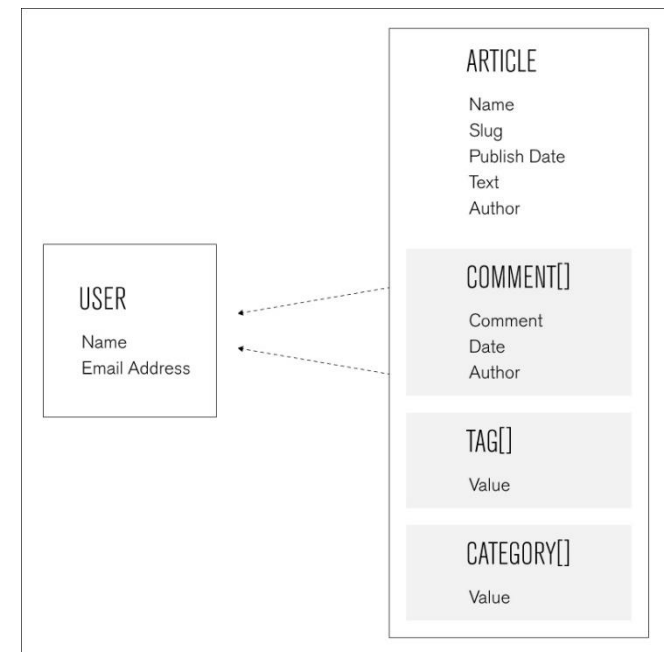 USER
Name
Email Address
ARTICLE
Name
Slug
Publish Date
Text
Author
COMMENT[]
Comment
Date
Author
TAG[]
Value
CATEGORY[]
Value